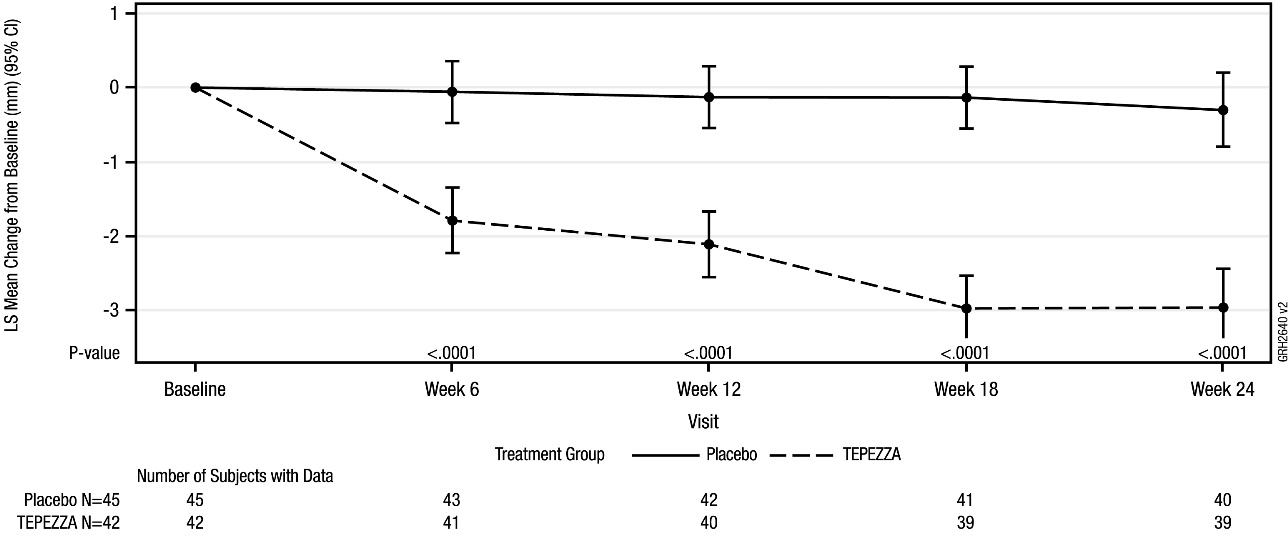 LS Mean Change from Baseline (mm) (95% CI)
1
0
-1
-2
-3
P-value <.0001 <.0001 <.0001 <.0001
Baseline Week 6 Week 12 Week 18 Week 24
Visit
Treatment Group Placebo TEPEZZA
Number of Subjects with Data
Placebo N=45 45 43 42 41 40
TEPEZZA N=42 42 41 40 39 39
GRH2640 v2